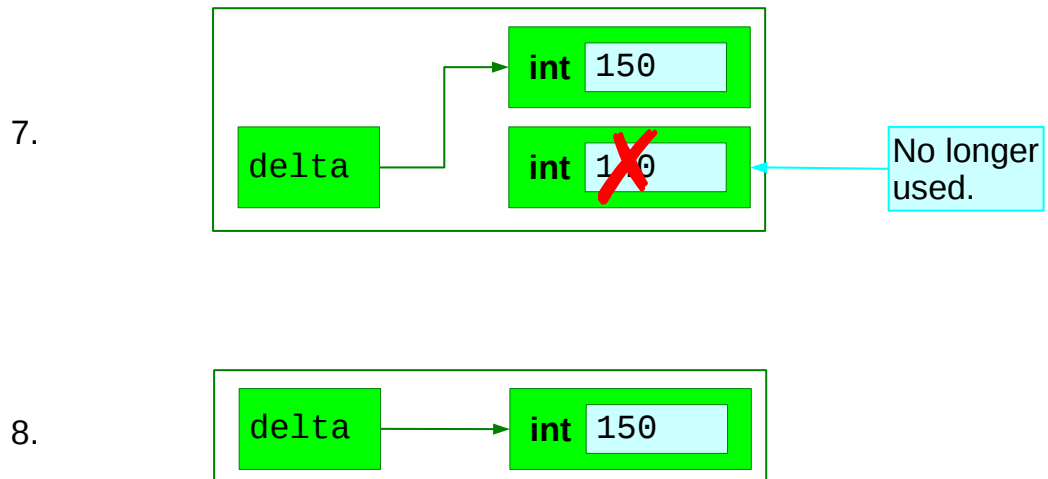 int 150
7.
delta
int
No longer
used.
8.
delta
int 150